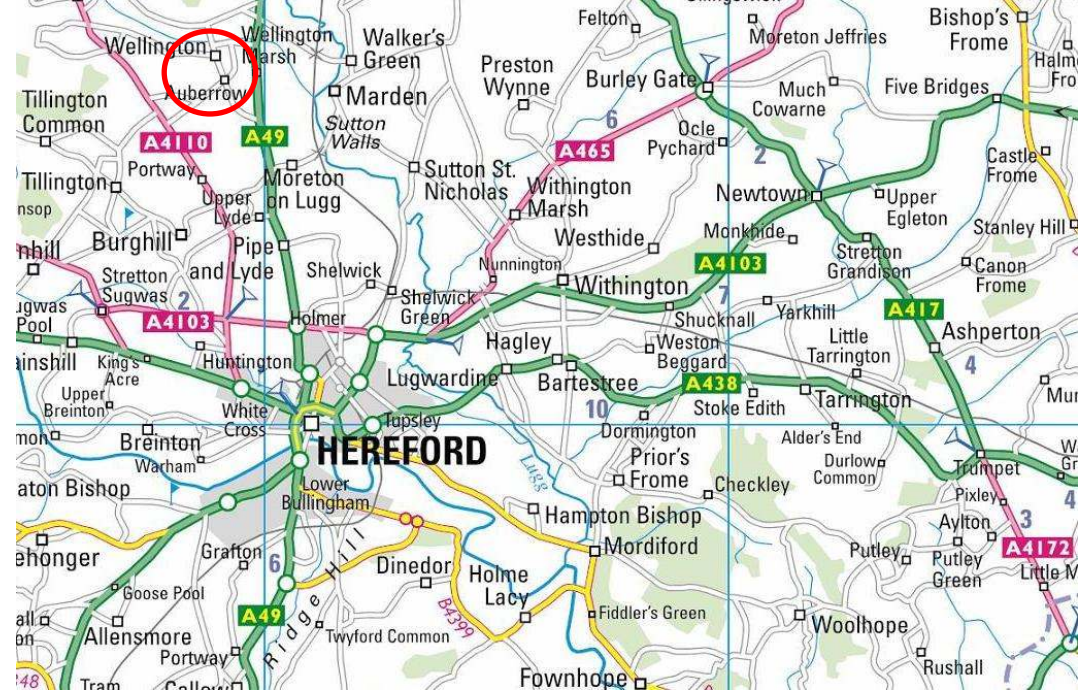 Felton
Moreton Jeffries
Bishop's
Frome
Wellington
Wellington
Marsh
Walker's
Green
Preston
Wynne
Burley Gate
Much
Cowarne
Five Bridges
Auberrow
Marden
Tillington
Common
Sutton
Walls
6
Ocle
Pychard
A4110
A49
A465
2
Castle
Frome
Portway
Moreton
on Lugg
Sutton St.
Nicholas
Withington
Marsh
Tillington
Newtown
Upper
Egleton
Upper
Lyde
Burghill
Pipe
and Lyde
Westhide
Monkhide
Stanley Hill
Stretton
Grandison
Stretton
Sugwas
2
Shelwick
Nunnington
Withington
A4103
7
Canon
Frome
A4103
Holmer
Shelwick
Green
Shucknall
Yarkhill
A417
Pool
Hagley
Weston
Beggard
Little
Tarrington
Ashperton
King's
Acre
Huntington
Lugwardine
Bartestree
A438
4
Upper
Breinton
White
Cross
Tupsley
10
Stoke Edith
Tarrington
Breinton
HEREFORD
Dormington
Alder's End
Warham
Lugg
Prior's
Frome
Durlow
Common
Trumpet
Lower
Bullingham
Checkley
Pixley
4
Hampton Bishop
Aylton
3
Mordiford
A4172
Grafton
6
Dinedor
Holme
Lacy
Putley
Putley
Green
Goose Pool
Ridge Hill
B4399
Fiddler's Green
Woolhope
A49
Allensmore
Twyford Common
Portway
Rushall
Fownhope